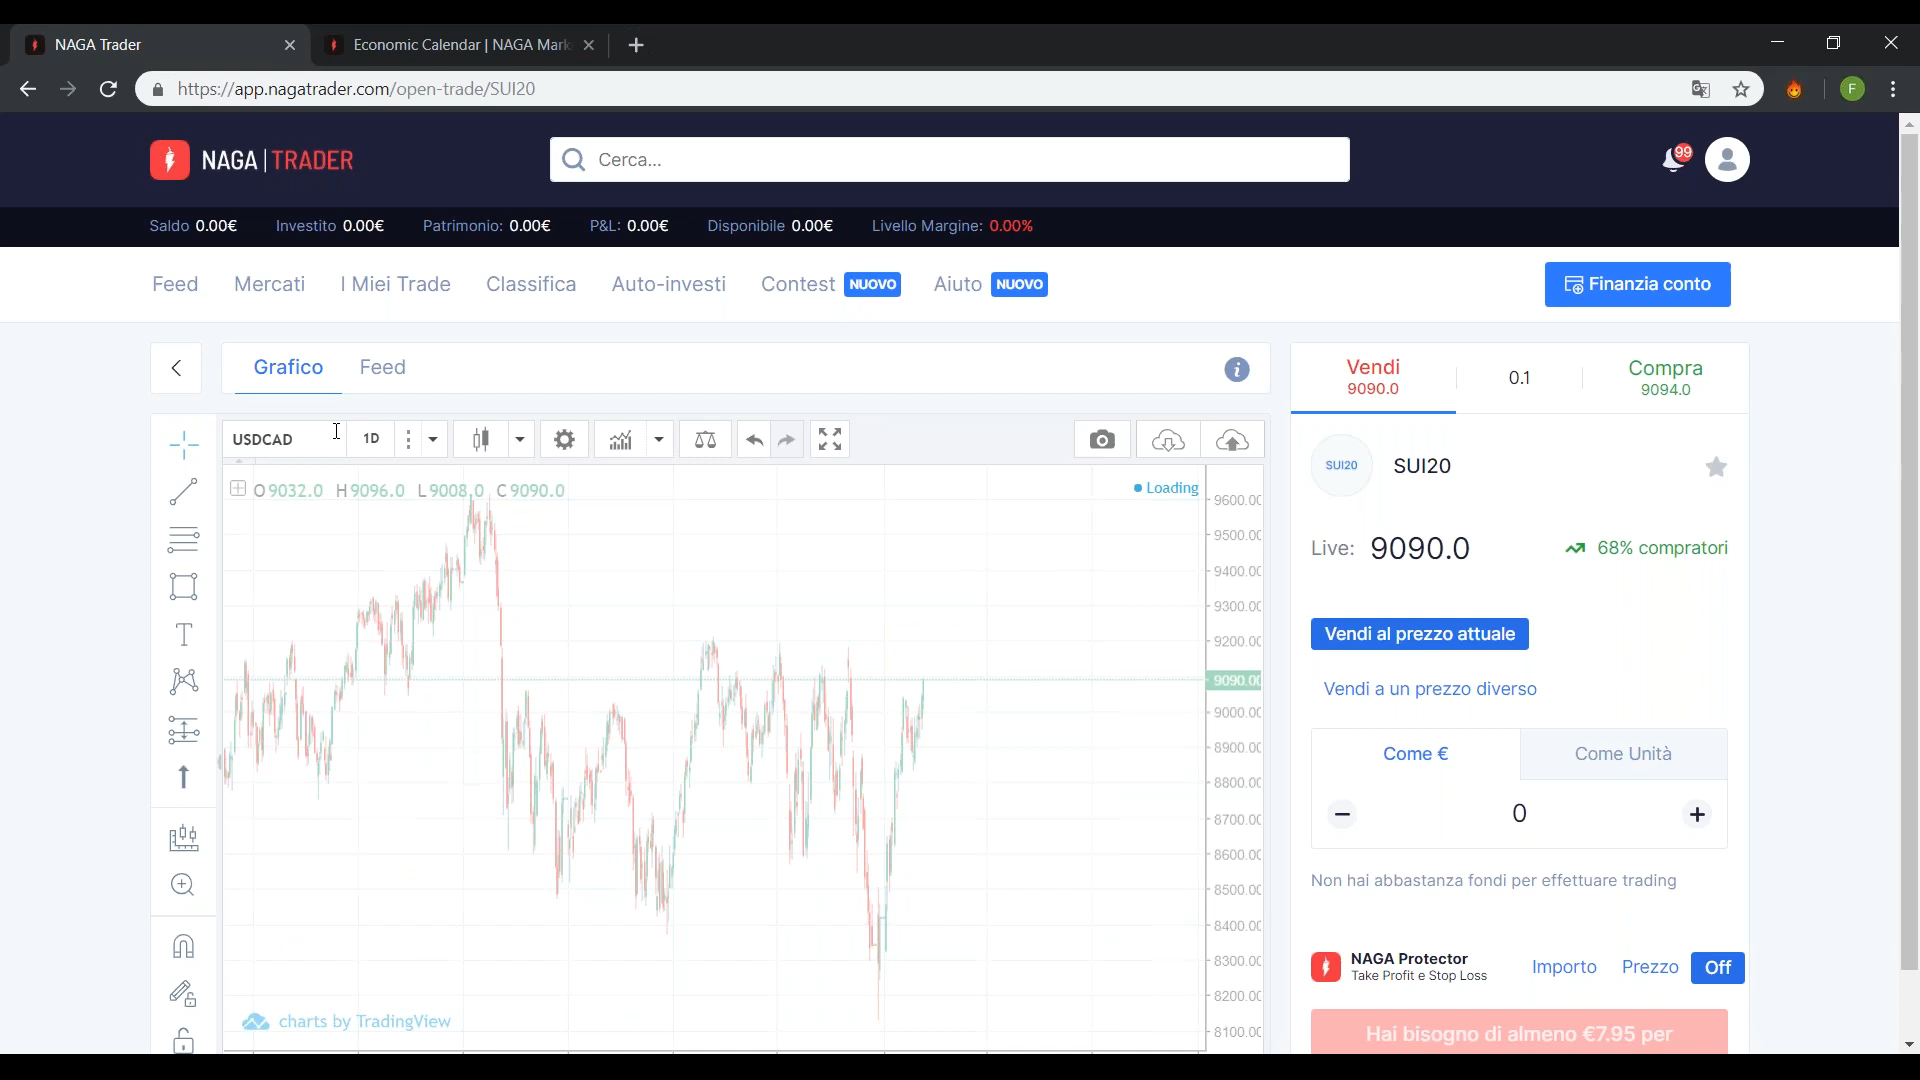 NAGA Trader
Economic Calendar | NAGA Mark
https://app.nagatrader.com/open-trade/SUI20
F
NAGA | TRADER
Cerca...
99
Saldo 0.00€ Investito 0.00€ Patrimonio: 0.00€ P&L: 0.00€ Disponibile 0.00€ Livello Margine: 0.00%
Feed Mercati I Miei Trade Classifica Auto-investi Contest NUOVO Aiuto NUOVO
Finanzia conto
Grafico Feed
Vendi
9090.0
0.1
Compra
9094.0
USDCAD 1D
O 9032.0 H 9096.0 L 9008.0 C 9090.0
Loading
9600.00
9500.00
9400.00
9300.00
9200.00
9090.00
9000.00
8900.00
8800.00
8700.00
8600.00
8500.00
8400.00
8300.00
8200.00
8100.00
charts by TradingView
SUI20 SUI20
Live: 9090.0 68% compratori
Vendi al prezzo attuale
Vendi a un prezzo diverso
Come € Come Unità
0
Non hai abbastanza fondi per effettuare trading
NAGA Protector
Take Profit e Stop Loss
Importo Prezzo Off
Hai bisogno di almeno €7.95 per